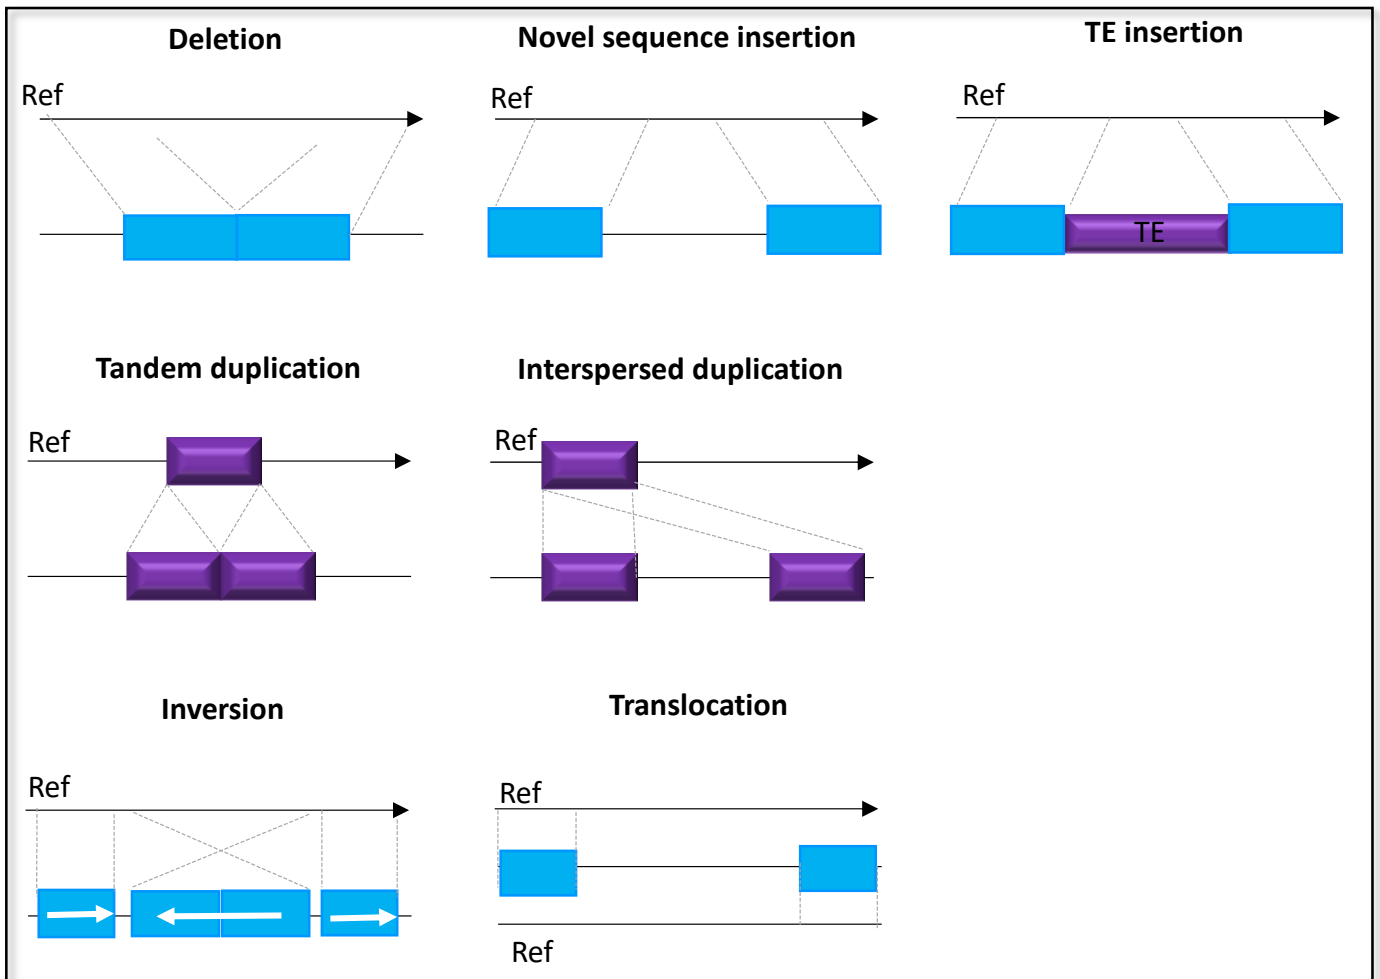 Deletion
Novel sequence insertion
TE insertion
Ref
Ref
Ref
TE
Tandem duplication
Interspersed duplication
Ref
Ref
Inversion
Translocation
Ref
Ref
Ref